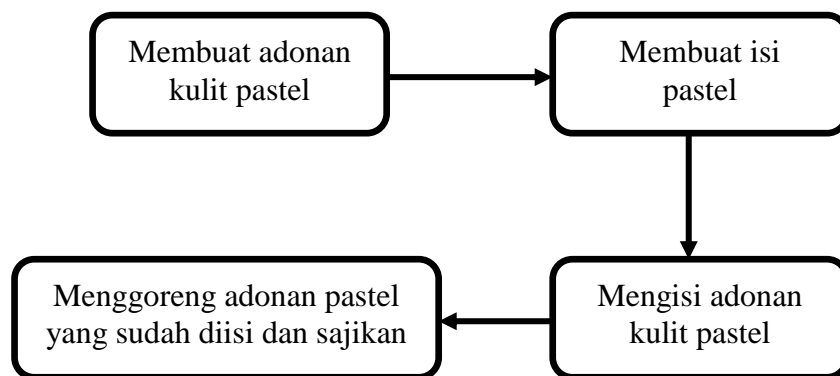 Membuat adonan
kulit pastel
Membuat isi
pastel
Mengisi adonan
kulit pastel
Menggoreng adonan pastel
yang sudah diisi dan sajikan